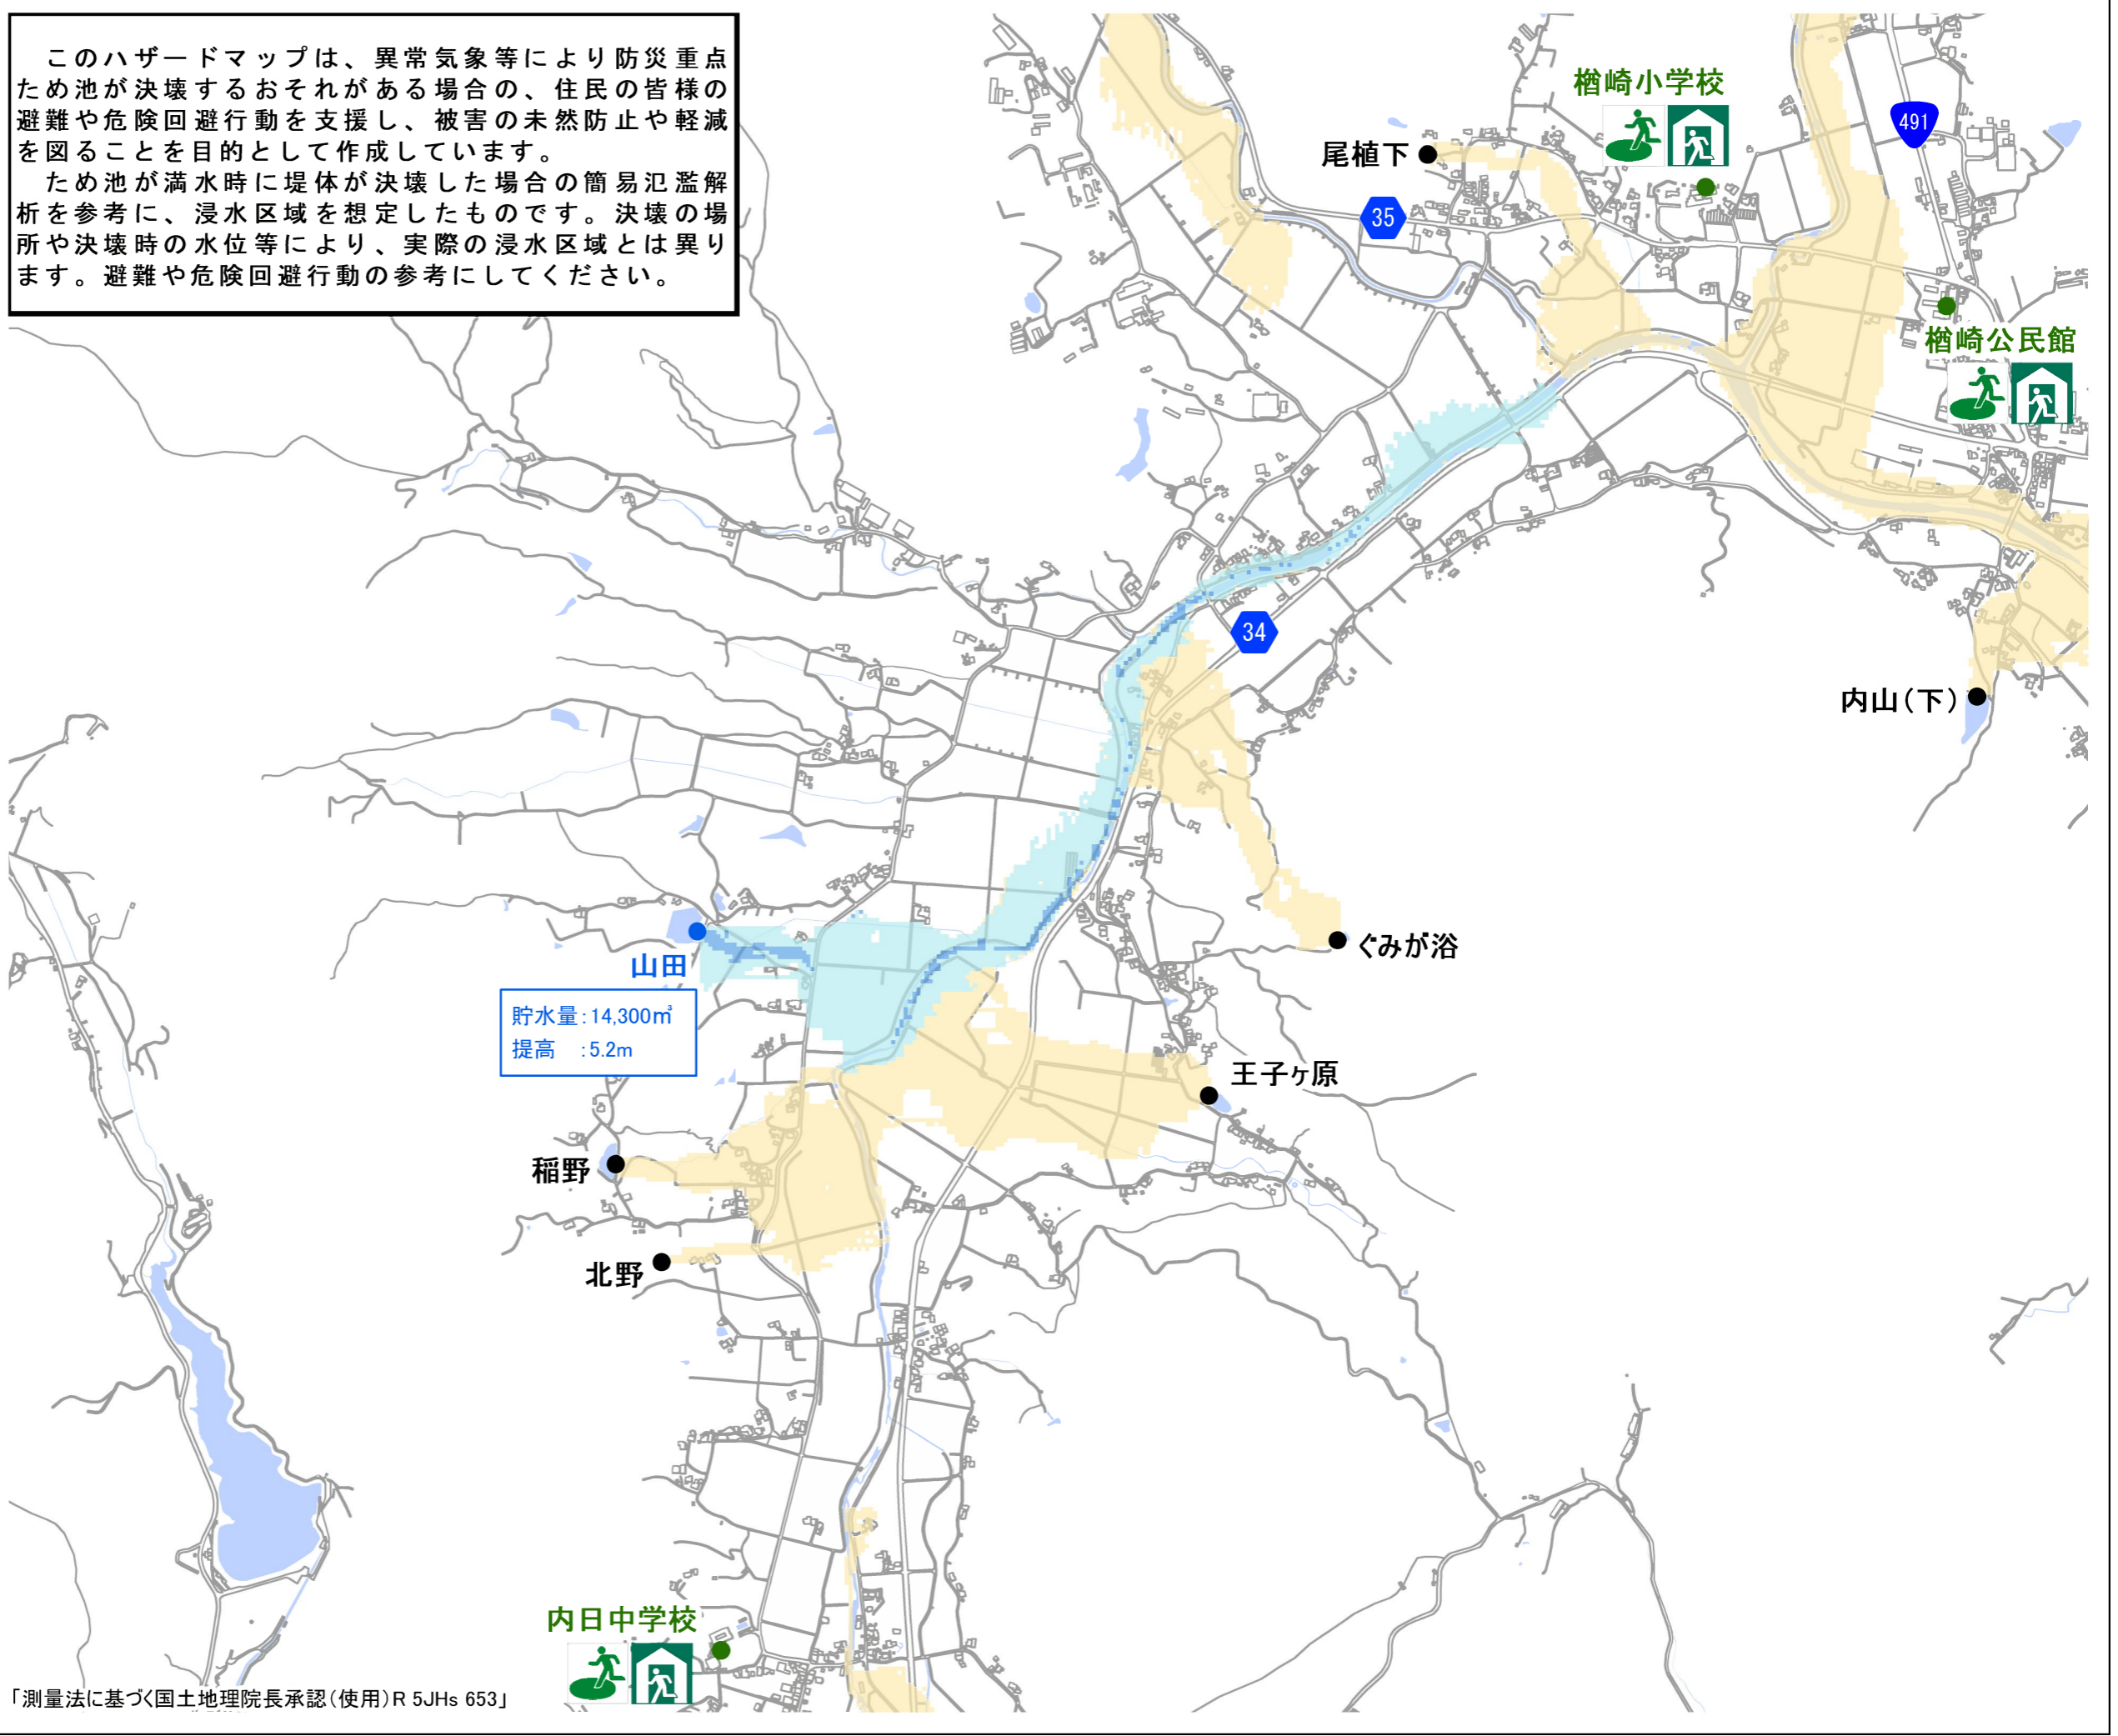 このハザードマップは、異常気象等により防災重点
ため池が決壊するおそれがある場合の、住民の皆様の
避難や危険回避行動を支援し、被害の未然防止や軽減
を図ることを目的として作成しています。
ため池が満水時に堤体が決壊した場合の簡易氾濫解
析を参考に、浸水区域を想定したものです。決壊の場
所や決壊時の水位等により、実際の浸水区域とは異り
ます。避難や危険回避行動の参考にしてください。
楢崎小学校
491
尾植下
35
楢崎公民館
34
内山(下)
ぐみが浴
山田
貯水量:14,300㎥
提高 :5.2m
王子ヶ原
稲野
北野
内日中学校
「測量法に基づく国土地理院長承認(使用)R 5JHs 653」